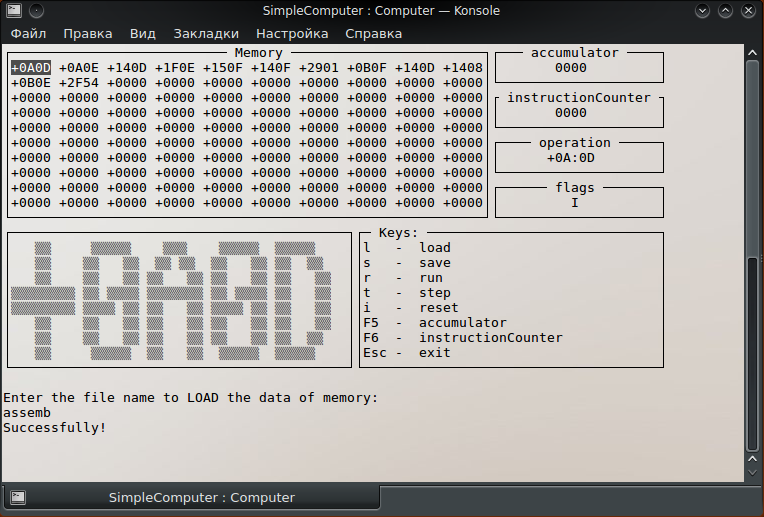 SimpleComputer : Computer — Konsole
Файл Правка Вид Закладки Настройка Справка
Memory
+0A0D +0A0E +140D +1F0E +150F +140F +2901 +0B0F +140D +1408
+0B0E +2F54 +0000 +0000 +0000 +0000 +0000 +0000 +0000 +0000
+0000 +0000 +0000 +0000 +0000 +0000 +0000 +0000 +0000 +0000
+0000 +0000 +0000 +0000 +0000 +0000 +0000 +0000 +0000 +0000
+0000 +0000 +0000 +0000 +0000 +0000 +0000 +0000 +0000 +0000
+0000 +0000 +0000 +0000 +0000 +0000 +0000 +0000 +0000 +0000
+0000 +0000 +0000 +0000 +0000 +0000 +0000 +0000 +0000 +0000
+0000 +0000 +0000 +0000 +0000 +0000 +0000 +0000 +0000 +0000
+0000 +0000 +0000 +0000 +0000 +0000 +0000 +0000 +0000 +0000
+0000 +0000 +0000 +0000 +0000 +0000 +0000 +0000 +0000 +0000
accumulator
0000
instructionCounter
0000
operation
+0A:0D
flags
I
+0A0D
Keys:
l - load
s - save
r - run
t - step
i - reset
F5 - accumulator
F6 - instructionCounter
Esc - exit
Enter the file name to LOAD the data of memory:
assemb
Successfully!
SimpleComputer : Computer